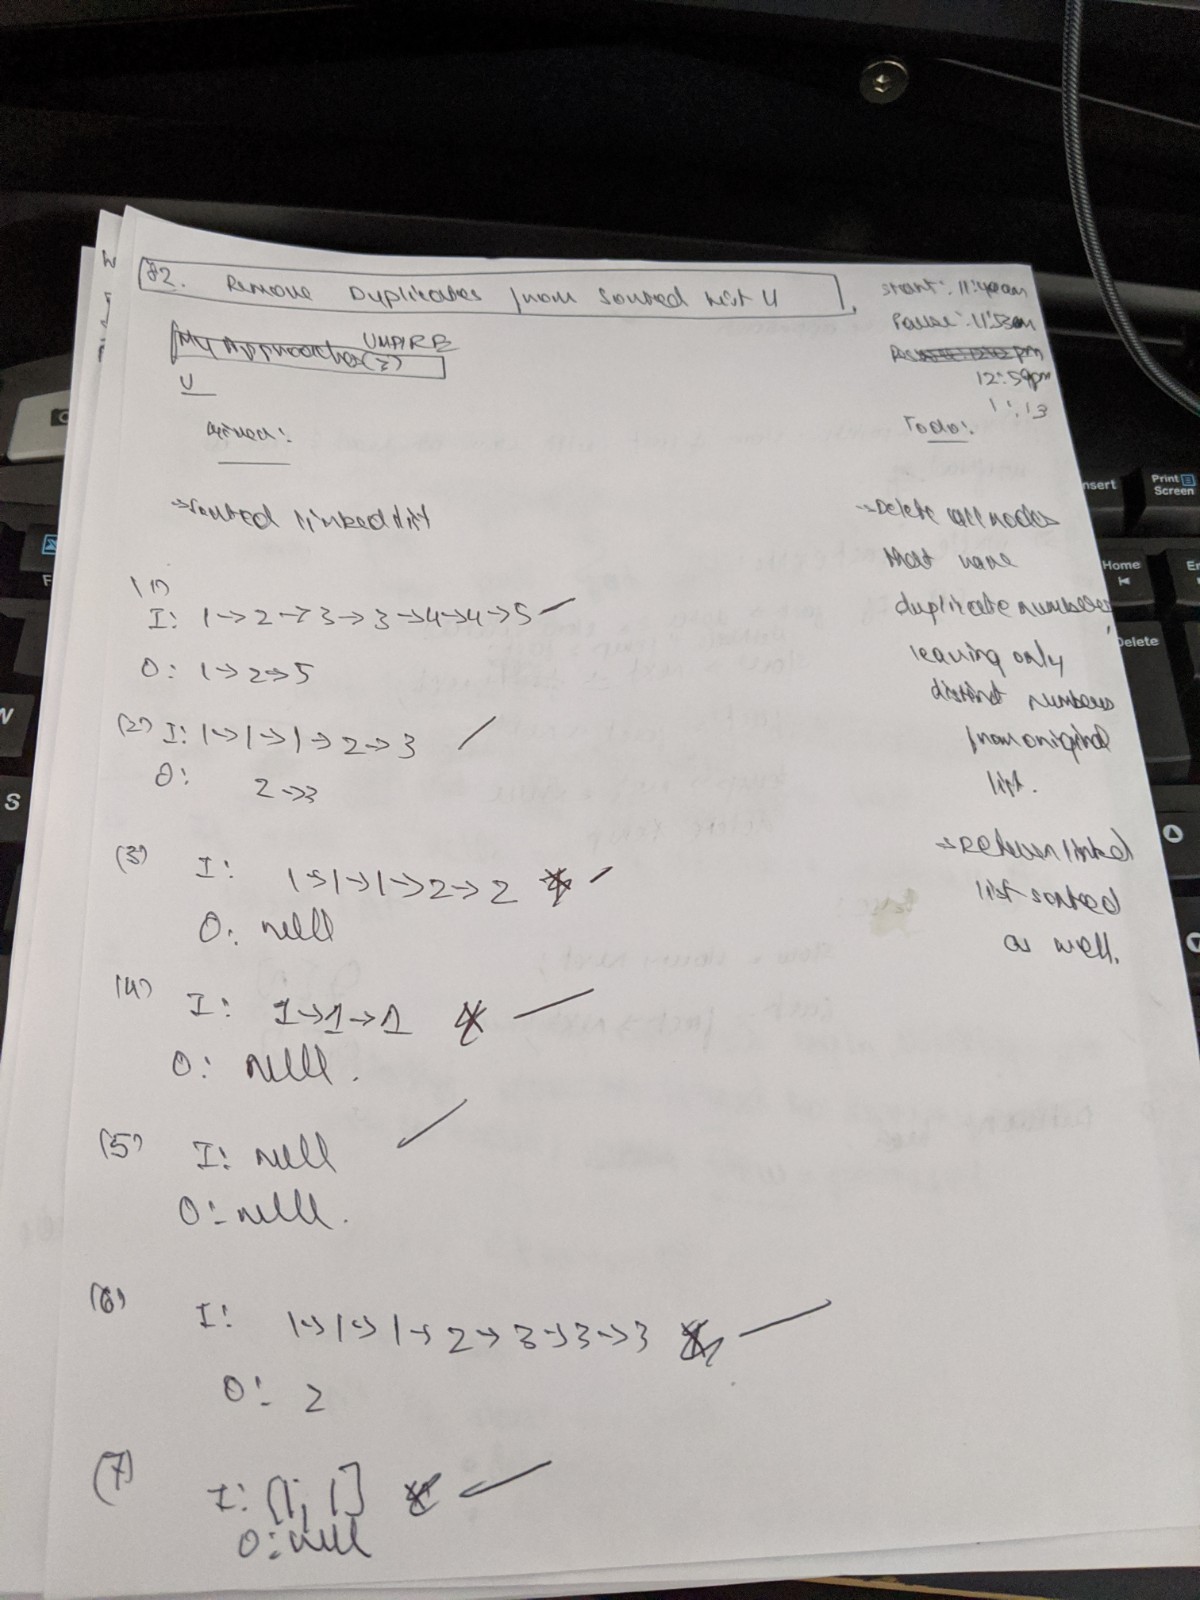 82. Remove Duplicates from Sorted List II
start: 11:40am
Pause: 11:53am
12:59pm
1:13
UMPIRE
My Approaches(s)
U
Given:
Todo:
→sorted linked list
→Delete all nodes
that have
duplicate numbers,
leaving only
distinct numbers
from original
list.
→Return linked
list sorted
as well.
(1)
I: 1→2→3→3→4→4→5
O: 1→2→5
(2) I: 1→1→1→2→3
O: 2→3
(3) I: 1→1→1→2→2
O: null
(4) I: 1→1→1
O: null.
(5) I: null
O: null.
(6) I: 1→1→1→2→3→3→3
O: 2
(7) I: [1, 1]
O: null
Insert
Print Screen
Home
Delete
S
W